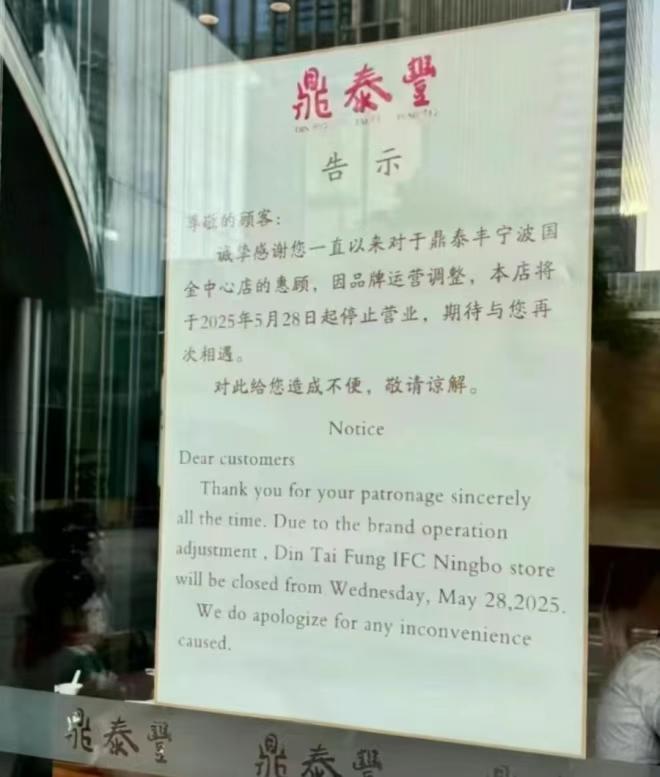 鼎泰豐
告示
尊敬的顾客：
诚挚感谢您一直以来对于鼎泰丰宁波国
金中心店的惠顾，因品牌运营调整，本店将
于2025年5月28日起停止营业，期待与您再
次相遇。
对此给您造成不便，敬请谅解。
Notice
Dear customers
Thank you for your patronage sincerely
all the time. Due to the brand operation
adjustment , Din Tai Fung IFC Ningbo store
will be closed from Wednesday, May 28,2025.
We do apologize for any inconvenience
caused.
鼎泰豐
鼎泰豐